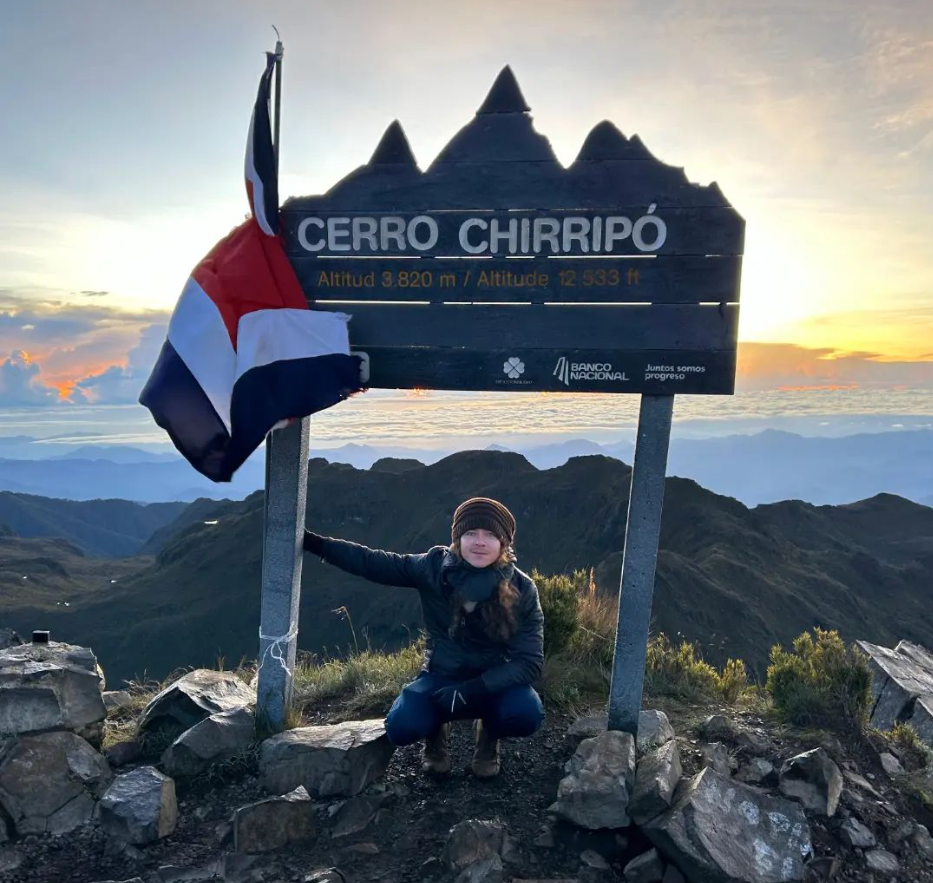 CERRO CHIRRIPÓ
Altitud 3 820 m / Altitude 12 533 ft
BANCO
NACIONAL
Juntos somos
progreso